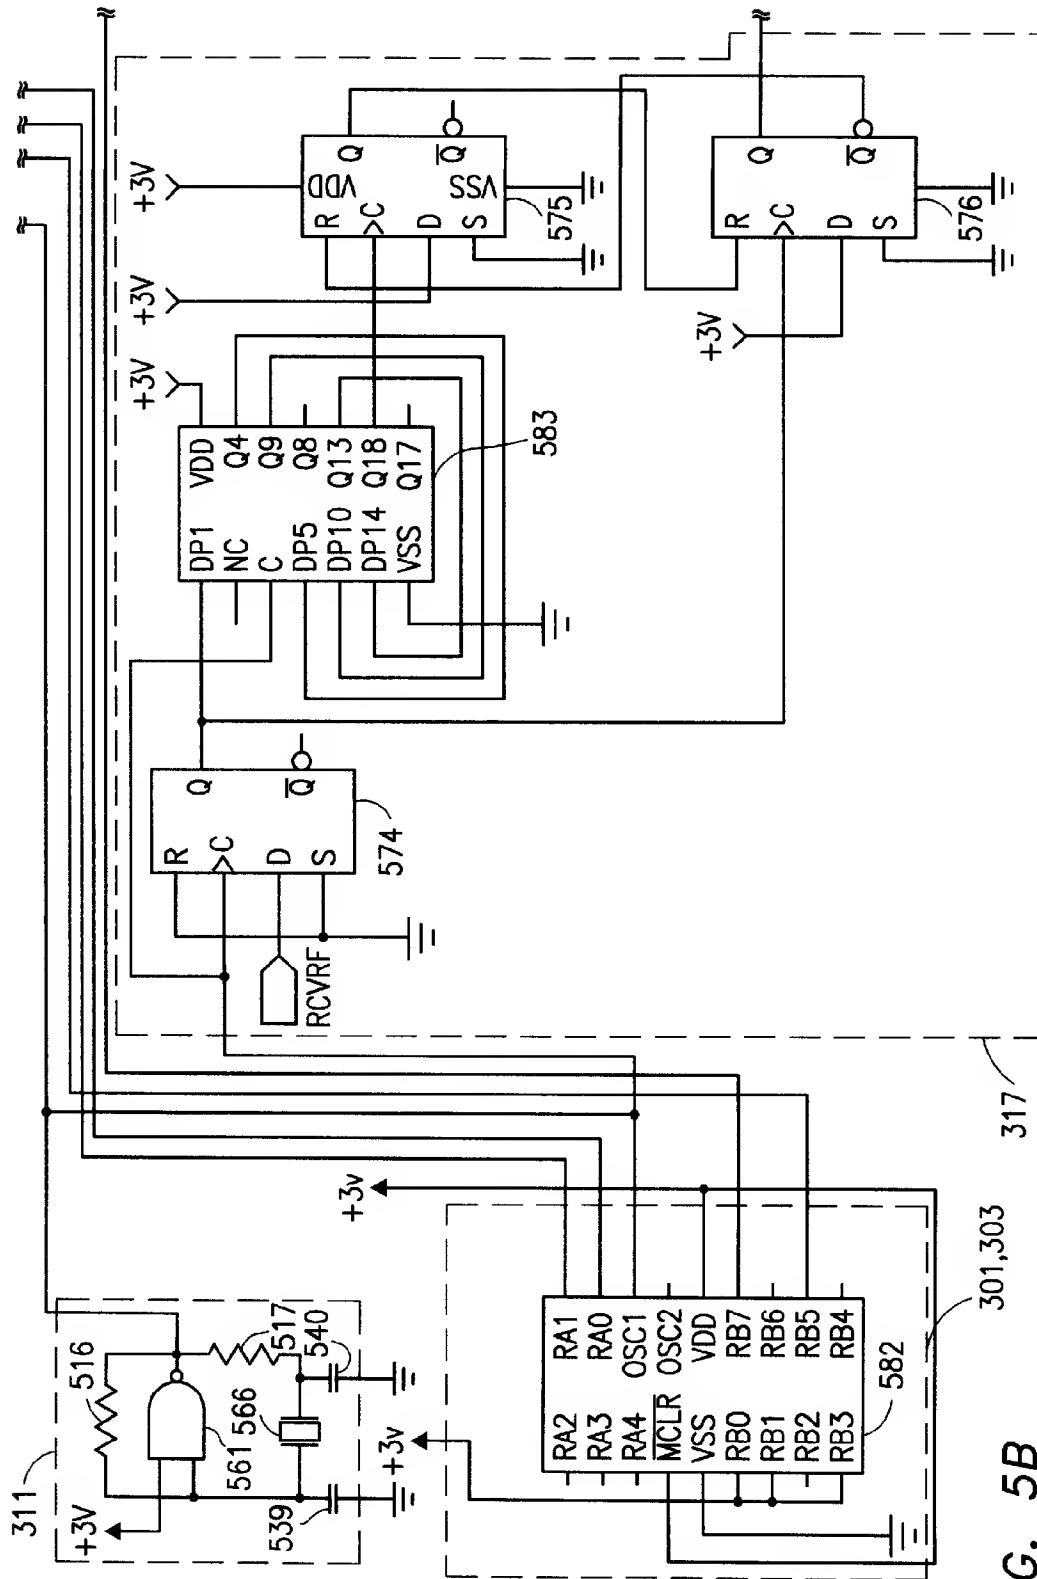 +3V
+3V
+3V
VDD
R
C
D
S
Q
Q
VSS
575
DP1
NC
C
DP5
DP10
DP14
VSS
VDD
Q4
Q9
Q8
Q13
Q18
Q17
583
R
C
D
S
Q
Q
576
+3V
R
C
D
S
Q
Q
574
RCVRF
317
311
516
517
540
566
561
539
+3V
+3v
+3v
RA2
RA3
RA4
MCLR
VSS
RB0
RB1
RB2
RB3
RA1
RA0
OSC1
OSC2
VDD
RB7
RB6
RB5
RB4
582
301,303
G. 5B